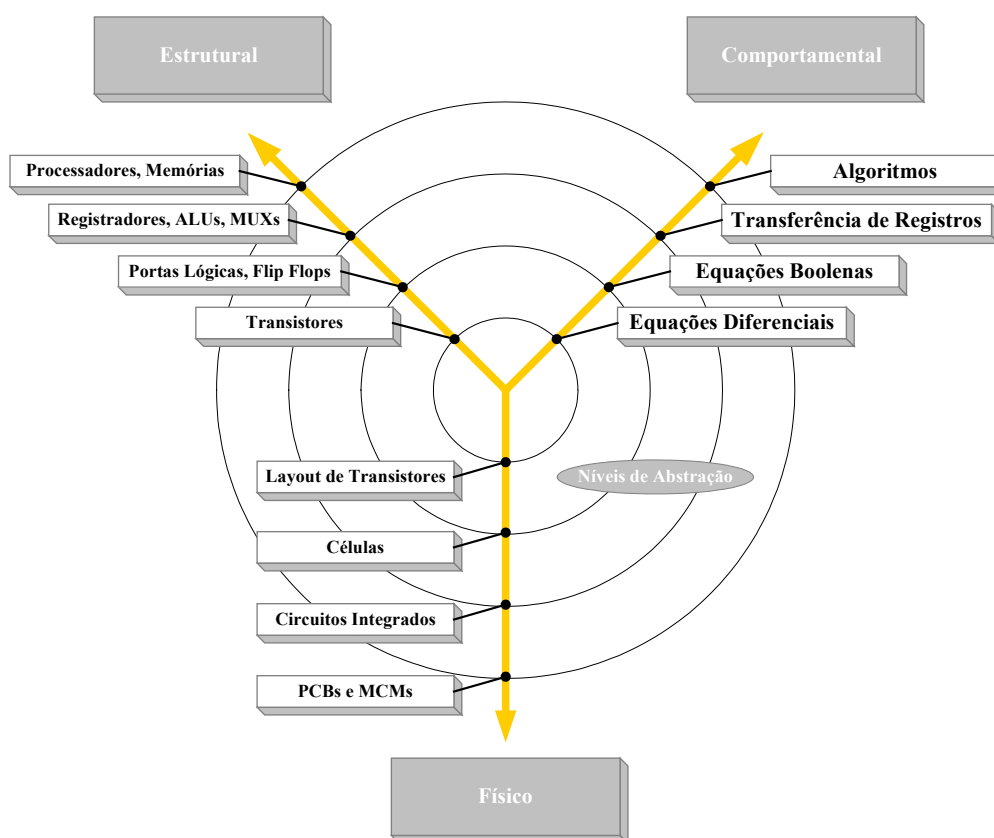 Estrutural
Comportamental
Processadores, Memórias
Algoritmos
Registradores, ALUs, MUXs
Transferência de Registros
Portas Lógicas, Flip Flops
Equações Boolenas
Transistores
Equações Diferenciais
Layout de Transistores
Níveis de Abstração
Células
Circuitos Integrados
PCBs e MCMs
Físico